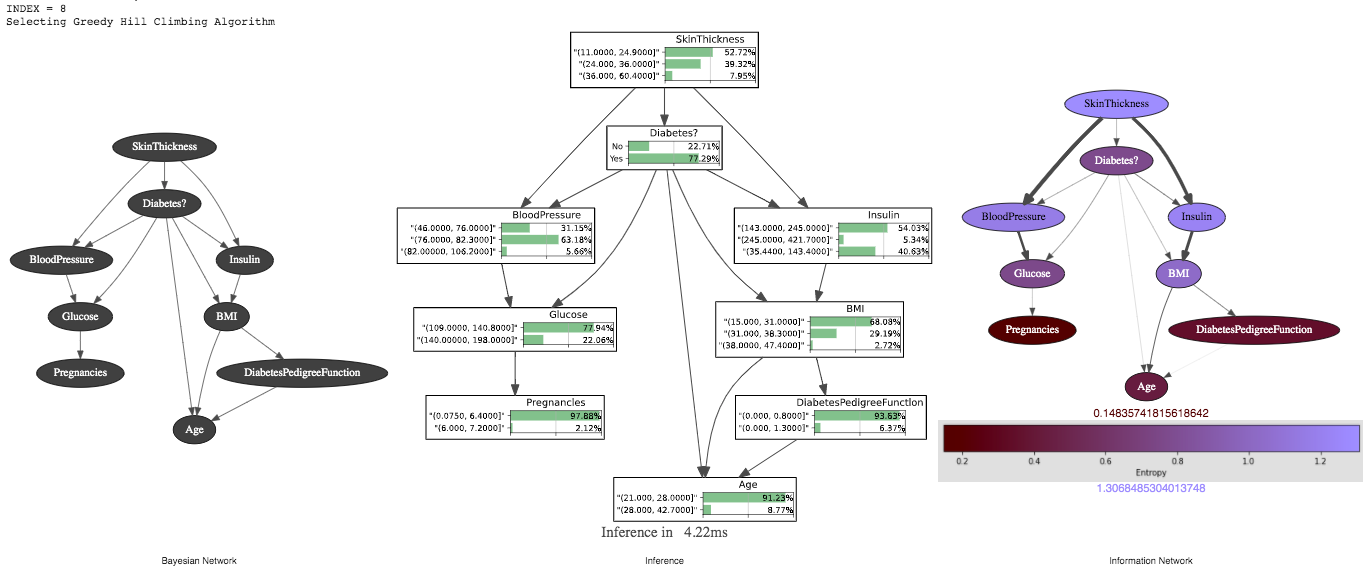 INDEX = 8
Selecting Greedy Hill Climbing Algorithm
SkinThickness
Diabetes?
BloodPressure
Insulin
Glucose
BMI
Pregnancies
DiabetesPedigreeFunction
Age
Bayesian Network
SkinThickness
"(11.0000, 24.9000]" 52.72%
"(24.000, 36.0000]" 39.32%
"(36.000, 60.4000]" 7.95%
Diabetes?
No 22.71%
Yes 77.29%
BloodPressure
"(46.0000, 76.0000]" 31.15%
"(76.0000, 82.3000]" 63.18%
"(82.00000, 106.2000]" 5.66%
Insulin
"(143.0000, 245.0000]" 54.03%
"(245.0000, 421.7000]" 5.34%
"(35.4400, 143.4000]" 40.63%
Glucose
"(109.0000, 140.8000]" 77.94%
"(140.0000, 198.0000]" 22.06%
BMI
"(15.000, 31.0000]" 68.08%
"(31.000, 38.3000]" 29.19%
"(38.0000, 47.4000]" 2.72%
Pregnancies
"(0.0750, 6.4000]" 97.88%
"(6.000, 7.2000]" 2.12%
DiabetesPedigreeFunction
"(0.000, 0.8000]" 93.63%
"(0.000, 1.3000]" 6.37%
Age
"(21.000, 28.0000]" 91.23%
"(28.000, 42.7000]" 8.77%
Inference in 4.22ms
Inference
SkinThickness
Diabetes?
BloodPressure
Insulin
Glucose
BMI
Pregnancies
DiabetesPedigreeFunction
Age
0.14835741815618642
0.2 0.4 0.6 0.8 1.0 1.2
Entropy
1.3068485304013748
Information Network